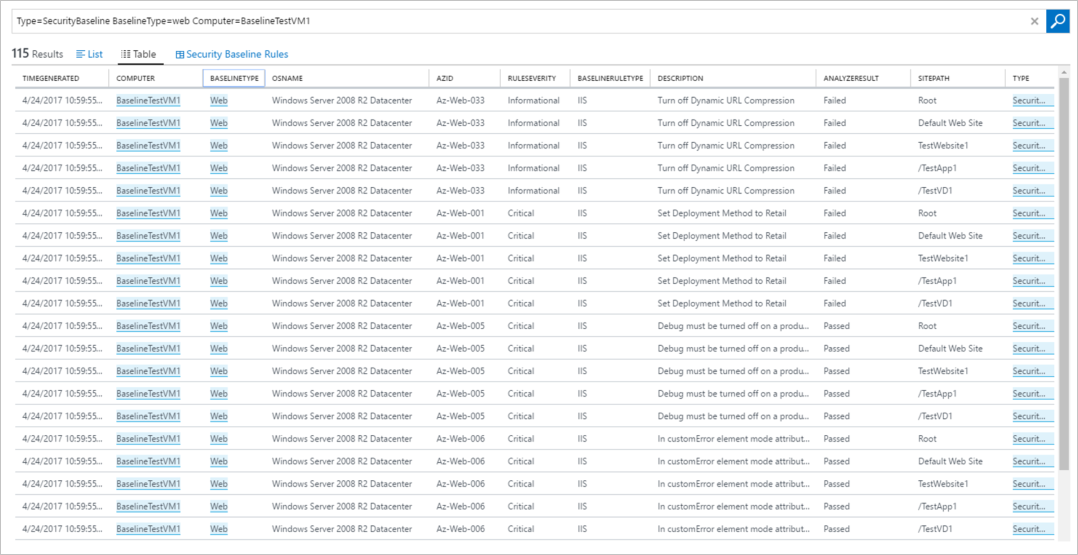 Type=SecurityBaseline BaselineType=web Computer=BaselineTestVM1
115 Results List Table Security Baseline Rules
TIMEGENERATED COMPUTER BASELINETYPE OSNAME AZID RULESEVERITY BASELINERULETYPE DESCRIPTION ANALYZERESULT SITEPATH TYPE
4/24/2017 10:59:55... BaselineTestVM1 Web Windows Server 2008 R2 Datacenter Az-Web-033 Informational IIS Turn off Dynamic URL Compression Failed Root Securit...
4/24/2017 10:59:55... BaselineTestVM1 Web Windows Server 2008 R2 Datacenter Az-Web-033 Informational IIS Turn off Dynamic URL Compression Failed Default Web Site Securit...
4/24/2017 10:59:55... BaselineTestVM1 Web Windows Server 2008 R2 Datacenter Az-Web-033 Informational IIS Turn off Dynamic URL Compression Failed TestWebsite1 Securit...
4/24/2017 10:59:55... BaselineTestVM1 Web Windows Server 2008 R2 Datacenter Az-Web-033 Informational IIS Turn off Dynamic URL Compression Failed /TestApp1 Securit...
4/24/2017 10:59:55... BaselineTestVM1 Web Windows Server 2008 R2 Datacenter Az-Web-033 Informational IIS Turn off Dynamic URL Compression Failed /TestVD1 Securit...
4/24/2017 10:59:55... BaselineTestVM1 Web Windows Server 2008 R2 Datacenter Az-Web-001 Critical IIS Set Deployment Method to Retail Failed Root Securit...
4/24/2017 10:59:55... BaselineTestVM1 Web Windows Server 2008 R2 Datacenter Az-Web-001 Critical IIS Set Deployment Method to Retail Failed Default Web Site Securit...
4/24/2017 10:59:55... BaselineTestVM1 Web Windows Server 2008 R2 Datacenter Az-Web-001 Critical IIS Set Deployment Method to Retail Failed TestWebsite1 Securit...
4/24/2017 10:59:55... BaselineTestVM1 Web Windows Server 2008 R2 Datacenter Az-Web-001 Critical IIS Set Deployment Method to Retail Failed /TestApp1 Securit...
4/24/2017 10:59:55... BaselineTestVM1 Web Windows Server 2008 R2 Datacenter Az-Web-001 Critical IIS Set Deployment Method to Retail Failed /TestVD1 Securit...
4/24/2017 10:59:55... BaselineTestVM1 Web Windows Server 2008 R2 Datacenter Az-Web-005 Critical IIS Debug must be turned off on a produ... Passed Root Securit...
4/24/2017 10:59:55... BaselineTestVM1 Web Windows Server 2008 R2 Datacenter Az-Web-005 Critical IIS Debug must be turned off on a produ... Passed Default Web Site Securit...
4/24/2017 10:59:55... BaselineTestVM1 Web Windows Server 2008 R2 Datacenter Az-Web-005 Critical IIS Debug must be turned off on a produ... Passed TestWebsite1 Securit...
4/24/2017 10:59:55... BaselineTestVM1 Web Windows Server 2008 R2 Datacenter Az-Web-005 Critical IIS Debug must be turned off on a produ... Passed /TestApp1 Securit...
4/24/2017 10:59:55... BaselineTestVM1 Web Windows Server 2008 R2 Datacenter Az-Web-005 Critical IIS Debug must be turned off on a produ... Passed /TestVD1 Securit...
4/24/2017 10:59:55... BaselineTestVM1 Web Windows Server 2008 R2 Datacenter Az-Web-006 Critical IIS In customError element mode attribut... Passed Root Securit...
4/24/2017 10:59:55... BaselineTestVM1 Web Windows Server 2008 R2 Datacenter Az-Web-006 Critical IIS In customError element mode attribut... Passed Default Web Site Securit...
4/24/2017 10:59:55... BaselineTestVM1 Web Windows Server 2008 R2 Datacenter Az-Web-006 Critical IIS In customError element mode attribut... Passed TestWebsite1 Securit...
4/24/2017 10:59:55... BaselineTestVM1 Web Windows Server 2008 R2 Datacenter Az-Web-006 Critical IIS In customError element mode attribut... Passed /TestApp1 Securit...
4/24/2017 10:59:55... BaselineTestVM1 Web Windows Server 2008 R2 Datacenter Az-Web-006 Critical IIS In customError element mode attribut... Passed /TestVD1 Securit...